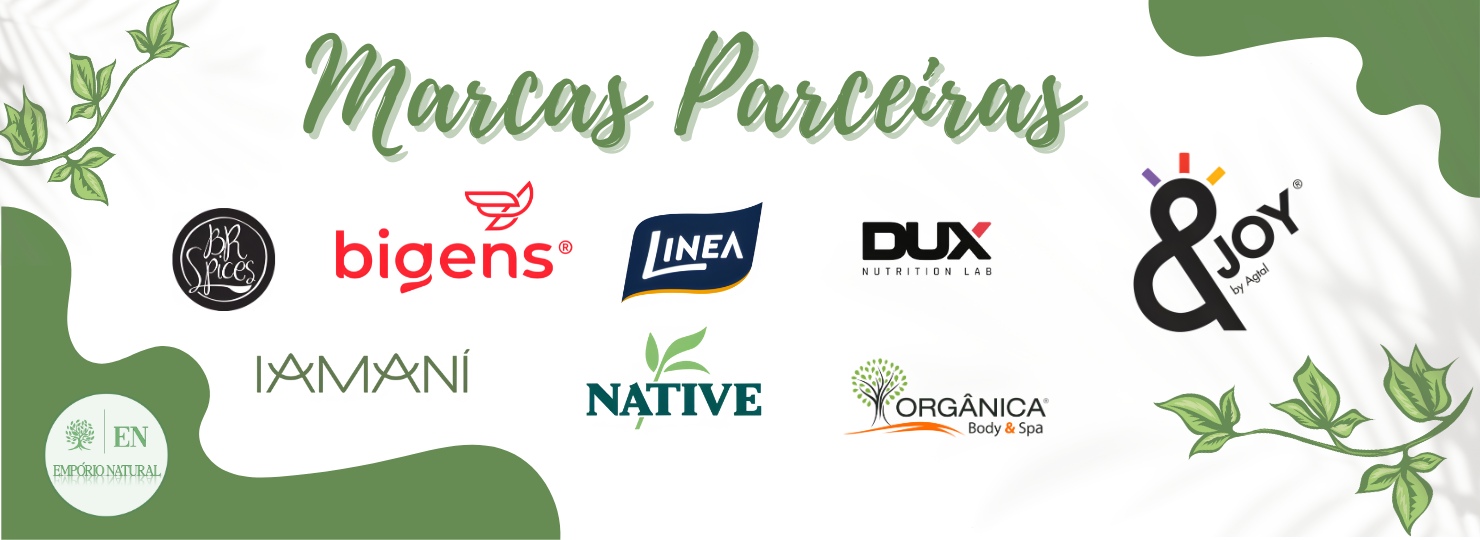 Marcas Parceiras
BR
Spices
bigens®
LINEA
DUX
NUTRITION LAB
&JOY®
by Agtal
IAMANÍ
NATIVE
ORGÂNICA®
Body & Spa
EN
EMPÓRIO NATURAL